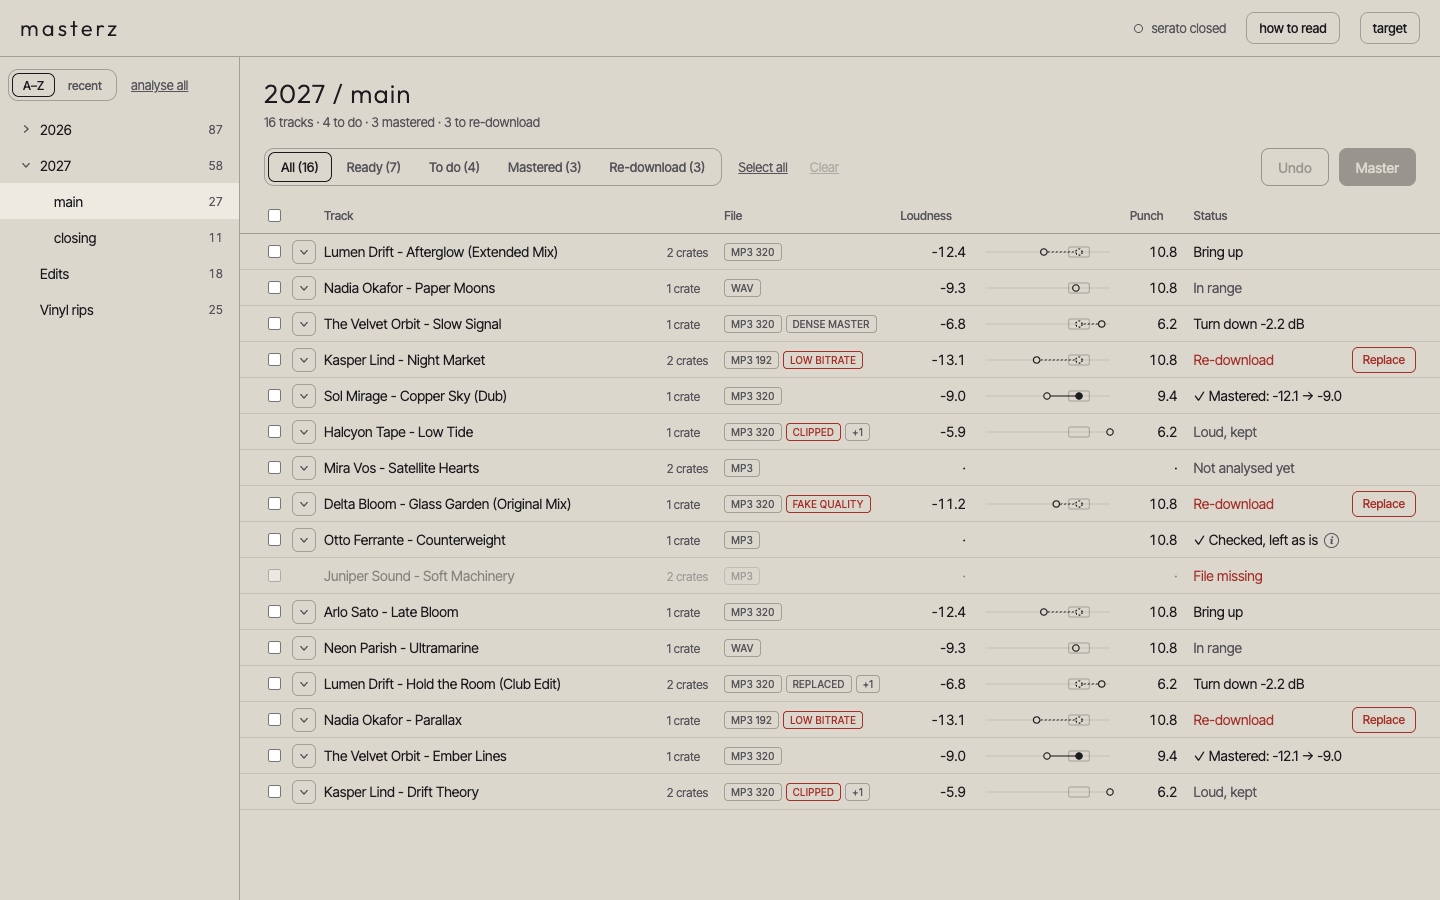 masterz
serato closed
how to read
target
A–Z
recent
analyse all
2026 87
2027 58
main 27
closing 11
Edits 18
Vinyl rips 25
2027 / main
16 tracks · 4 to do · 3 mastered · 3 to re-download
All (16) Ready (7) To do (4) Mastered (3) Re-download (3) Select all Clear Undo Master
Track File Loudness Punch Status
Lumen Drift - Afterglow (Extended Mix) 2 crates MP3 320 -12.4 10.8 Bring up
Nadia Okafor - Paper Moons 1 crate WAV -9.3 10.8 In range
The Velvet Orbit - Slow Signal 1 crate MP3 320 DENSE MASTER -6.8 6.2 Turn down -2.2 dB
Kasper Lind - Night Market 2 crates MP3 192 LOW BITRATE -13.1 10.8 Re-download Replace
Sol Mirage - Copper Sky (Dub) 1 crate MP3 320 -9.0 9.4 ✓ Mastered: -12.1 → -9.0
Halcyon Tape - Low Tide 1 crate MP3 320 CLIPPED +1 -5.9 6.2 Loud, kept
Mira Vos - Satellite Hearts 2 crates MP3 · · Not analysed yet
Delta Bloom - Glass Garden (Original Mix) 1 crate MP3 320 FAKE QUALITY -11.2 10.8 Re-download Replace
Otto Ferrante - Counterweight 1 crate MP3 · 10.8 ✓ Checked, left as is i
Juniper Sound - Soft Machinery 2 crates MP3 · · File missing
Arlo Sato - Late Bloom 1 crate MP3 320 -12.4 10.8 Bring up
Neon Parish - Ultramarine 1 crate WAV -9.3 10.8 In range
Lumen Drift - Hold the Room (Club Edit) 2 crates MP3 320 REPLACED +1 -6.8 6.2 Turn down -2.2 dB
Nadia Okafor - Parallax 1 crate MP3 192 LOW BITRATE -13.1 10.8 Re-download Replace
The Velvet Orbit - Ember Lines 1 crate MP3 320 -9.0 9.4 ✓ Mastered: -12.1 → -9.0
Kasper Lind - Drift Theory 2 crates MP3 320 CLIPPED +1 -5.9 6.2 Loud, kept